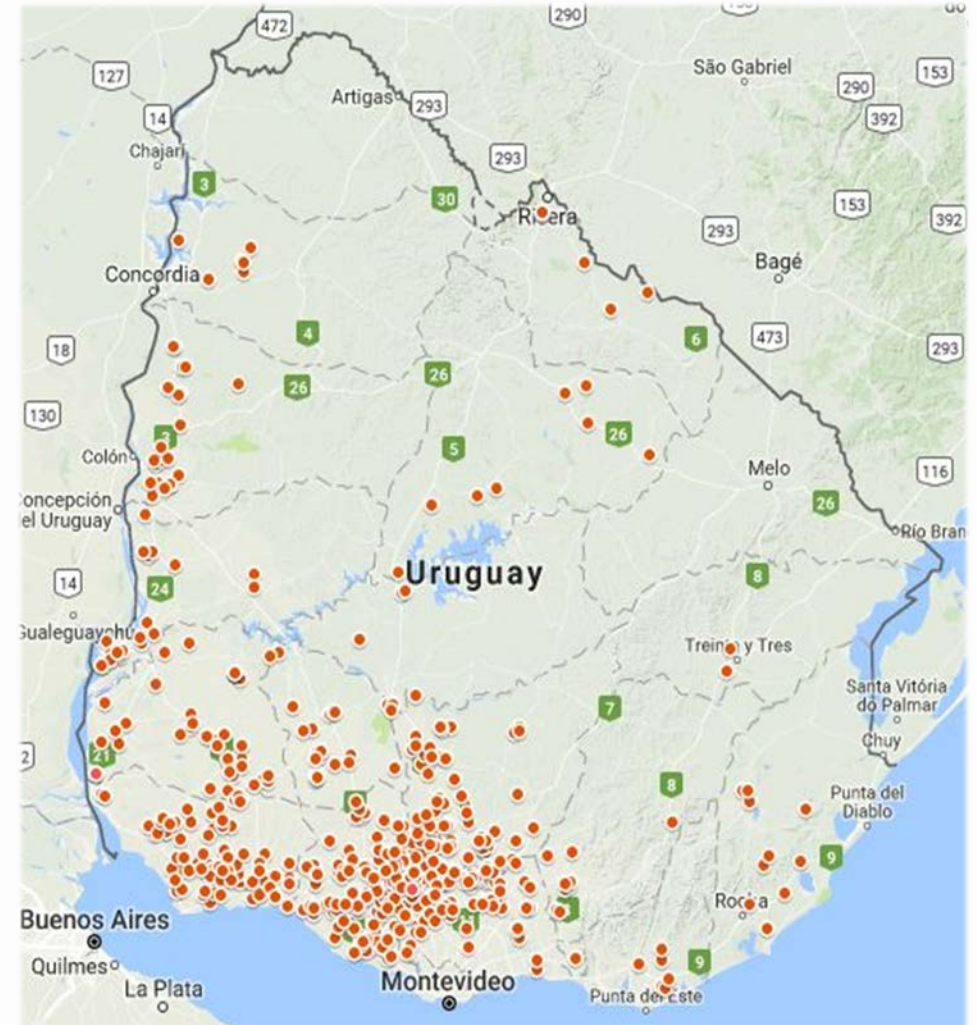 472
290
127
São Gabriel
153
290
Artigas
293
14
392
Chajarí
293
3
30
153
Rivera
392
293
Bagé
Concordia
4
6
473
18
293
26
26
130
26
5
Colón
116
Melo
oncepción
el Uruguay
26
Río Bran
Uruguay
14
24
8
Gualeguaychú
Treinta y Tres
Santa Vitória
do Palmar
7
Chuy
21
8
Punta del
Diablo
9
Rocha
Buenos Aires
9
Quilmes
Montevideo
La Plata
Punta del Este